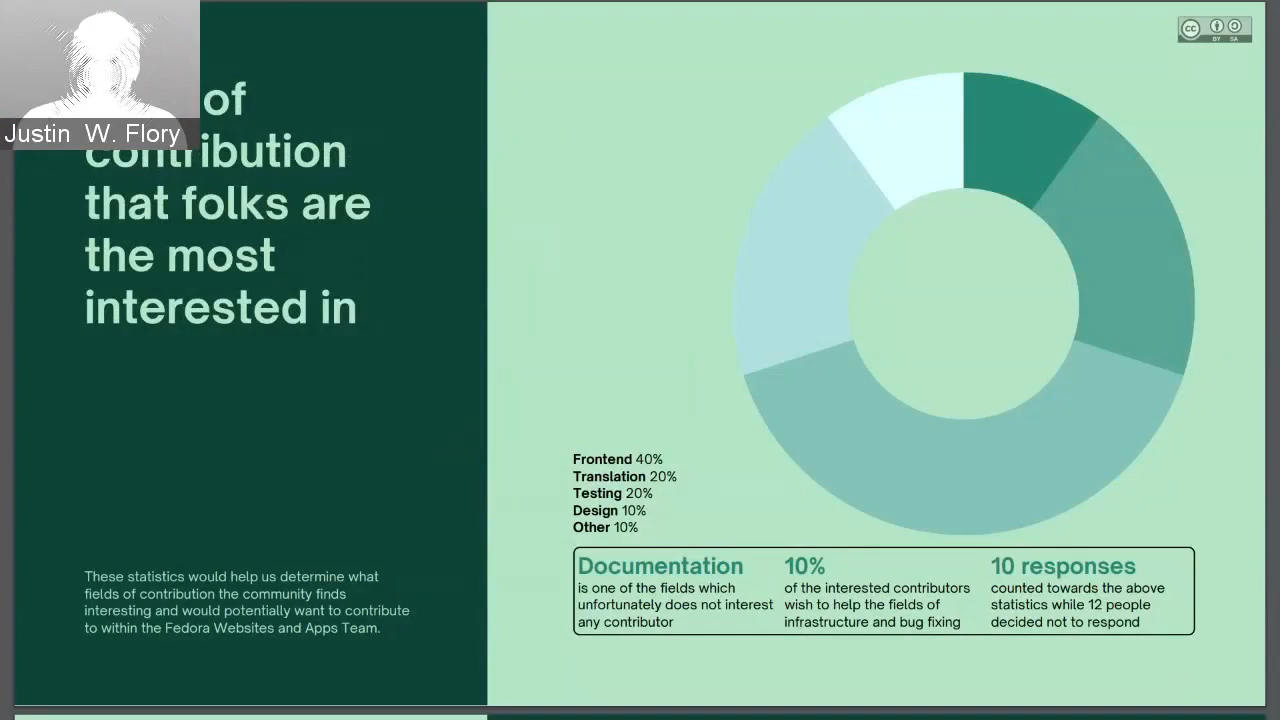 Justin W. Flory
of
contribution
that folks are
the most
interested in
These statistics would help us determine what
fields of contribution the community finds
interesting and would potentially want to contribute
to within the Fedora Websites and Apps Team.
cc
BY SA
Frontend 40%
Translation 20%
Testing 20%
Design 10%
Other 10%
Documentation
is one of the fields which
unfortunately does not interest
any contributor
10%
of the interested contributors
wish to help the fields of
infrastructure and bug fixing
10 responses
counted towards the above
statistics while 12 people
decided not to respond